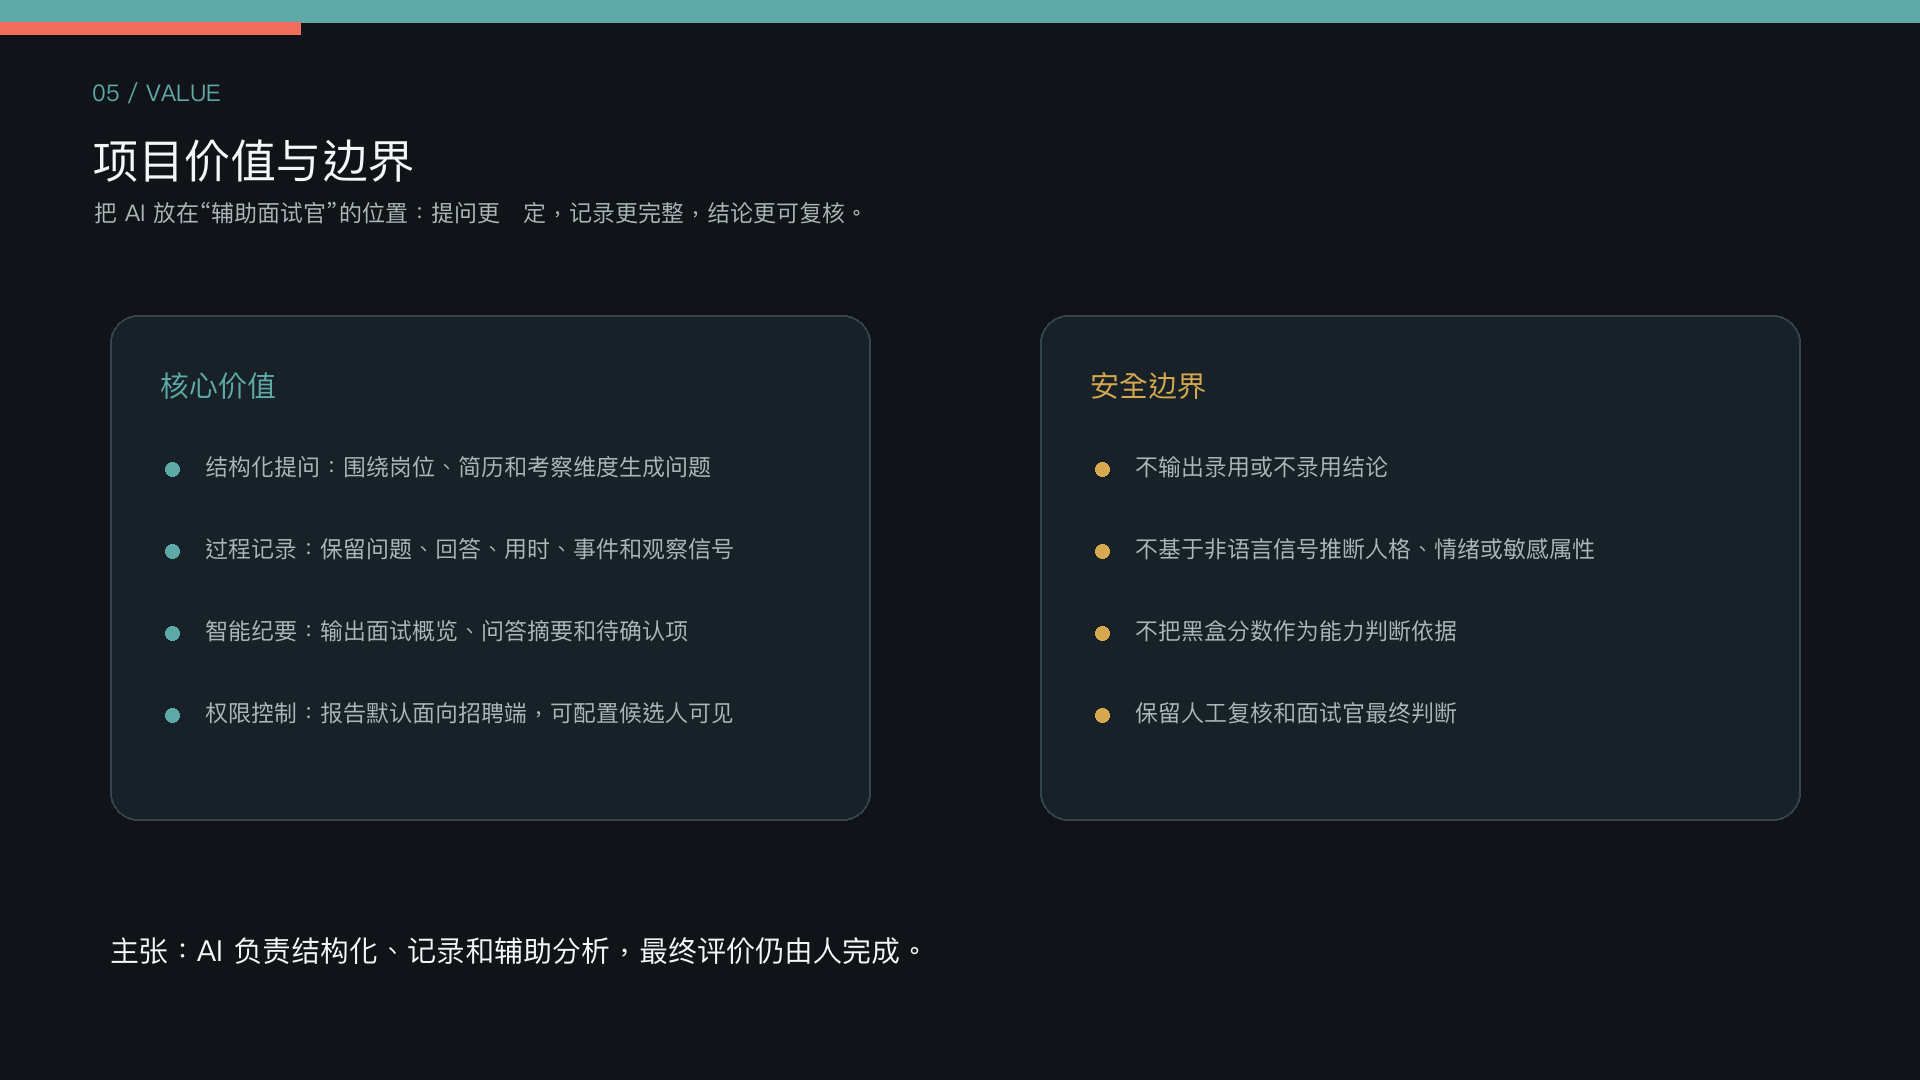 05 / VALUE
项目价值与边界
把 AI 放在“辅助面试官”的位置：提问更 定，记录更完整，结论更可复核。
核心价值
结构化提问：围绕岗位、简历和考察维度生成问题
过程记录：保留问题、回答、用时、事件和观察信号
智能纪要：输出面试概览、问答摘要和待确认项
权限控制：报告默认面向招聘端，可配置候选人可见
安全边界
不输出录用或不录用结论
不基于非语言信号推断人格、情绪或敏感属性
不把黑盒分数作为能力判断依据
保留人工复核和面试官最终判断
主张：AI 负责结构化、记录和辅助分析，最终评价仍由人完成。